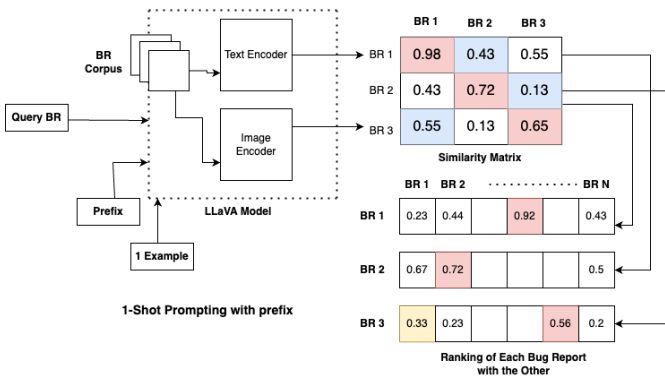 BR 1 BR 2 BR 3
BR
Corpus
Text Encoder
BR 1 0.98 0.43 0.55
BR 2 0.43 0.72 0.13
BR 3 0.55 0.13 0.65
Query BR
Image
Encoder
Similarity Matrix
BR 1 BR 2 ........... BR N
Prefix
LLaVA Model
BR 1 0.23 0.44 0.92 0.43
1 Example
BR 2 0.67 0.72 0.5
1-Shot Prompting with prefix
BR 3 0.33 0.23 0.56 0.2
Ranking of Each Bug Report
with the Other